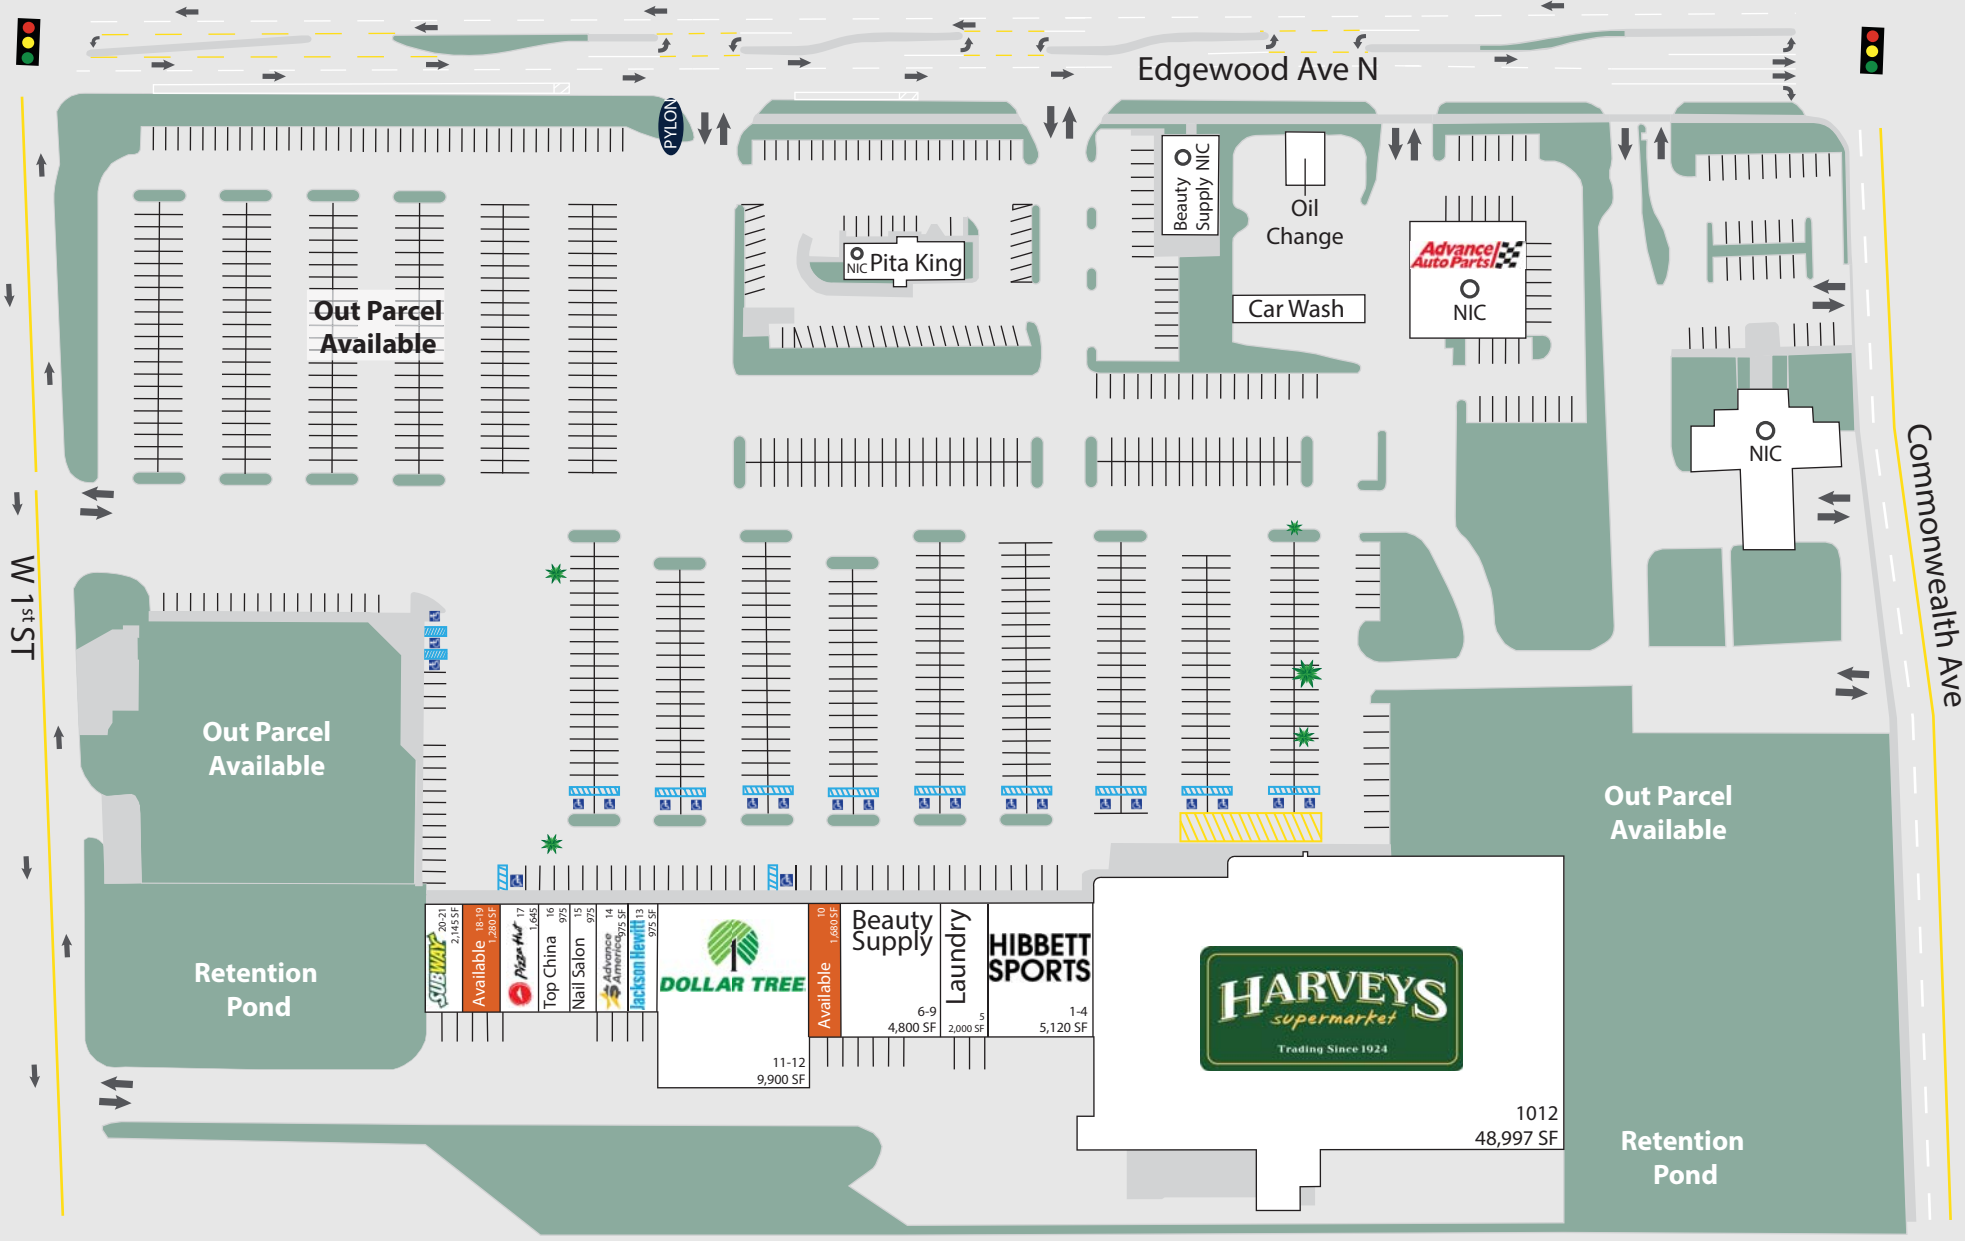 Edgewood Ave N
PYLON
Beauty
Supply NIC
Oil
Change
Advance
Auto Parts
NIC
NIC
Pita King
Car Wash
Out Parcel
Available
NIC
Commonwealth Ave
W 1st ST
Out Parcel
Available
Out Parcel
Available
Retention
Pond
SUBWAY
20-21
2,145 SF
Available
18-19
1,280 SF
Pizza Hut
17
1,645
Top China
16
975
Nail Salon
15
975
Advance
America
14
975 SF
Jackson Hewitt
13
975 SF
DOLLAR TREE
11-12
9,900 SF
Available
10
1,680 SF
Beauty
Supply
6-9
4,800 SF
Laundry
5
2,000 SF
HIBBETT
SPORTS
1-4
5,120 SF
HARVEYS
supermarket
Trading Since 1924
1012
48,997 SF
Retention
Pond